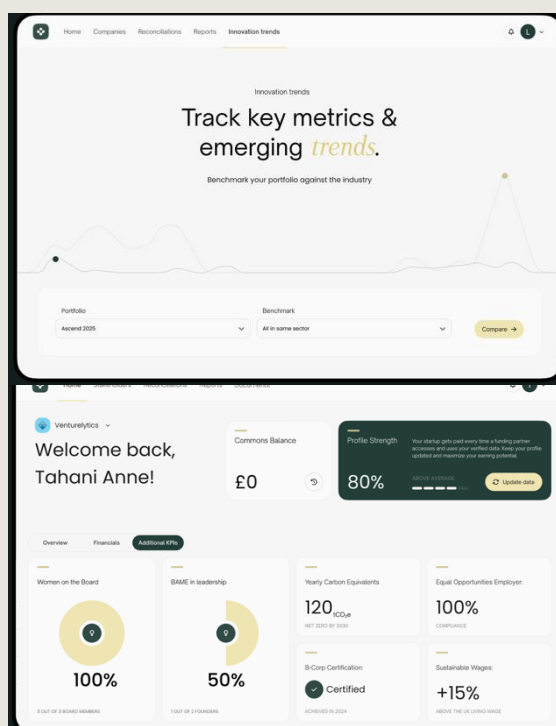 Home Companies Reconciliations Reports Innovation trends
L
Innovation trends
Track key metrics &
emerging trends.
Benchmark your portfolio against the industry
Portfolio
Benchmark
Ascend 2025
All in same sector
Compare
Home Stakeholders Reconciliations Reports Documents
Venturelytics
Welcome back,
Tahani Anne!
Commons Balance
£0
Profile Strength
Your startup gets paid every time a funding partner
accesses and uses your verified data. Keep your profile
updated and maximize your earning potential
80%
ABOVE AVERAGE
Update data
Overview Financials Additional KPIs
Women on the Board
100%
3 OUT OF 3 BOARD MEMBERS
BAME in leadership
50%
1 OUT OF 2 FOUNDERS
Yearly Carbon Equivalents
120 tCO₂e
NET ZERO BY 2030
Equal Opportunities Employer:
100%
COMPLIANCE
B-Corp Certification:
Certified
ACHIEVED IN 2024
Sustainable Wages:
+15%
ABOVE THE UK LIVING WAGE